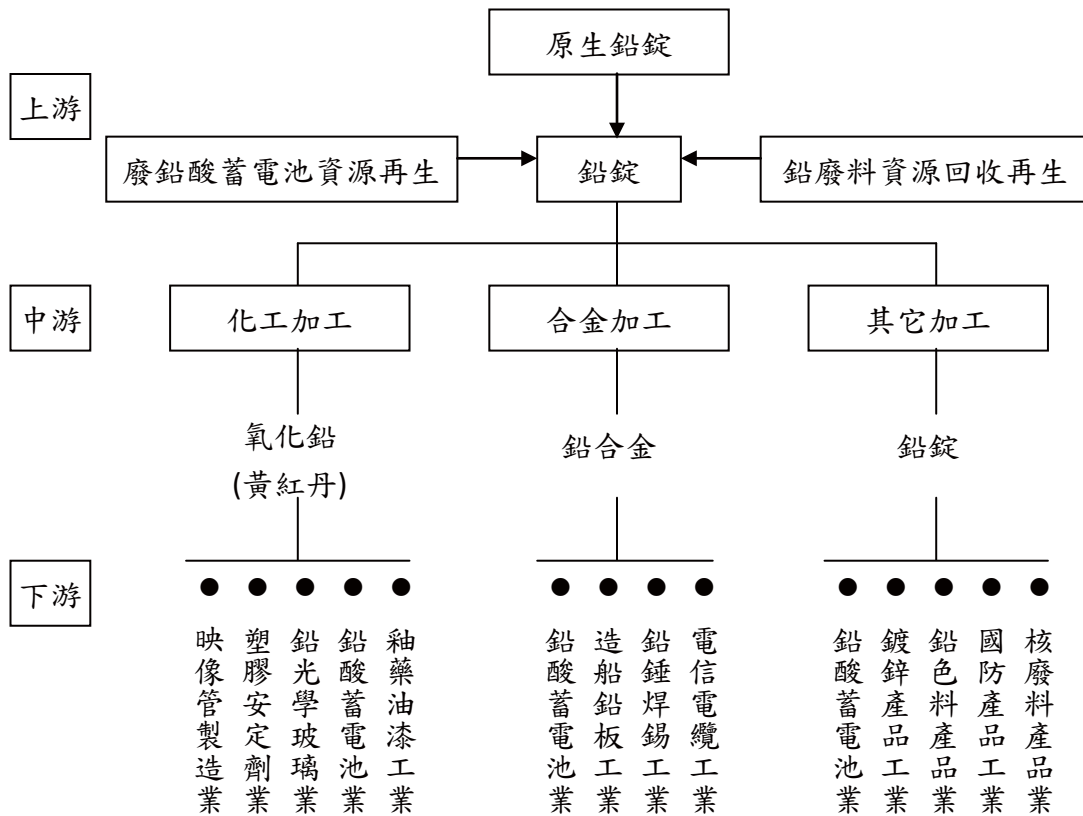 原生鉛錠
上游
廢鉛酸蓄電池資源再生
鉛錠
鉛廢料資源回收再生
中游
化工加工
合金加工
其它加工
氧化鉛
(黃紅丹)
鉛合金
鉛錠
下游
映像管製造業
塑膠安定劑業
鉛光學玻璃業
鉛酸蓄電池業
釉藥油漆工業
鉛酸蓄電池業
造船鉛板工業
鉛錘焊錫工業
電信電纜工業
鉛酸蓄電池業
鍍鋅產品工業
鉛色料產品業
國防產品工業
核廢料產品業